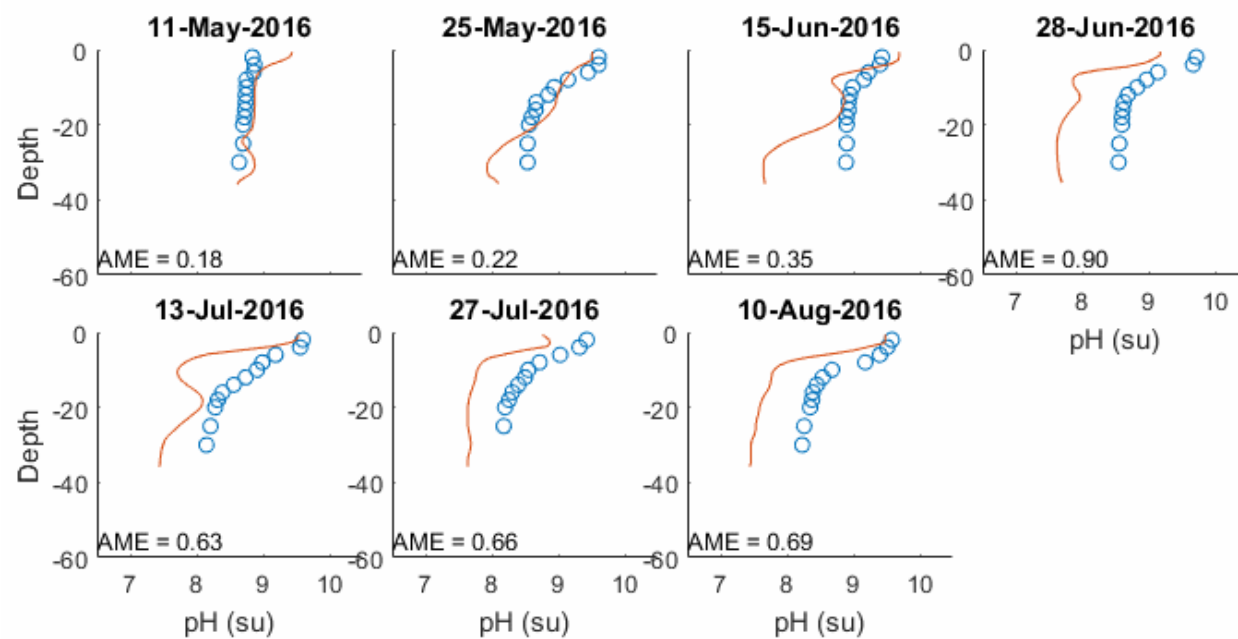 11-May-2016
25-May-2016
15-Jun-2016
28-Jun-2016
0
-20
-40
-60
Depth
AME = 0.18
0
-20
-40
-60
AME = 0.22
0
-20
-40
-60
AME = 0.35
0
-20
-40
-60
AME = 0.90
7 8 9 10
pH (su)
13-Jul-2016
27-Jul-2016
10-Aug-2016
0
-20
-40
-60
Depth
AME = 0.63
7 8 9 10
pH (su)
0
-20
-40
-60
AME = 0.66
7 8 9 10
pH (su)
0
-20
-40
-60
AME = 0.69
7 8 9 10
pH (su)